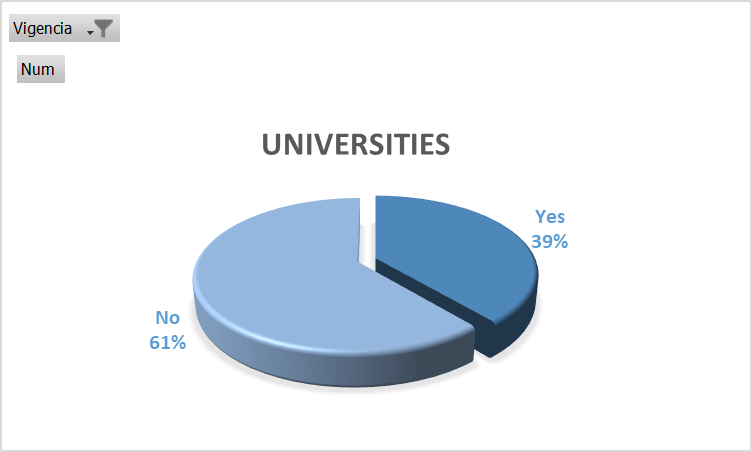 Vigencia
Num
UNIVERSITIES
Yes
39%
No
61%